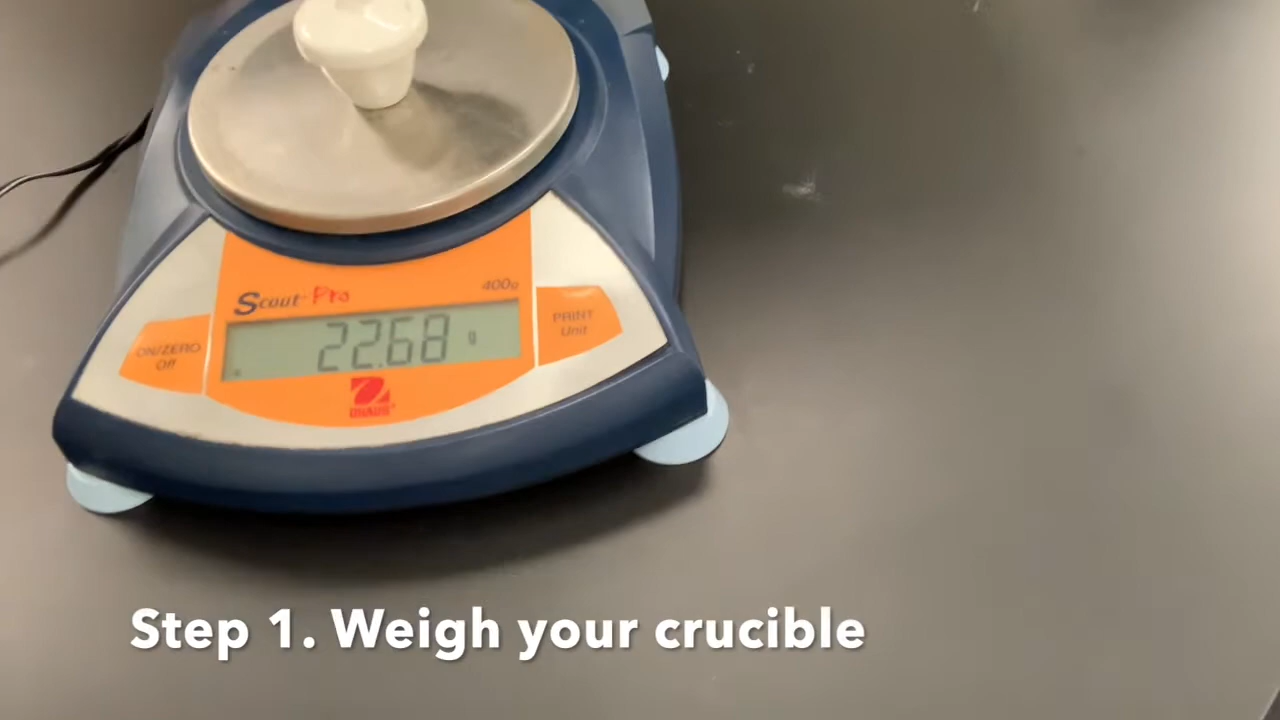 Scout Pro 400g
ON/ZERO
Off
22.68 g
PRINT
Unit
OHAUS
Step 1. Weigh your crucible